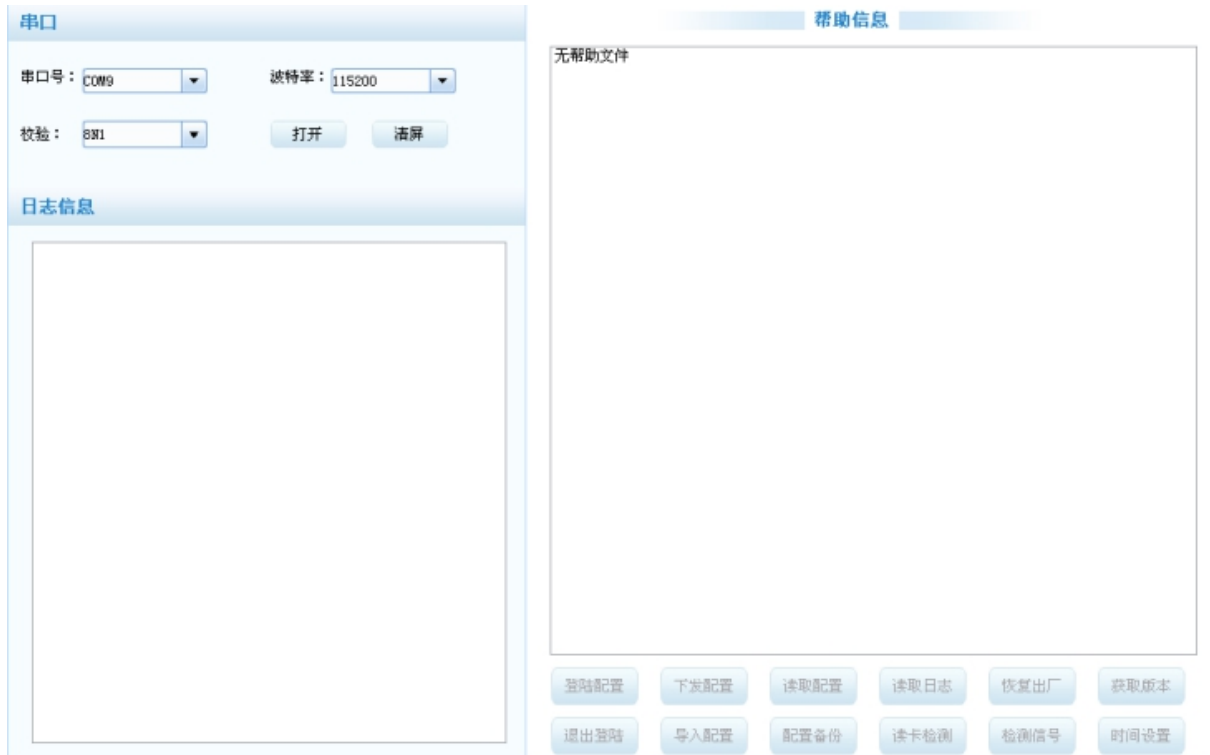 串口
串口号： COM9 波特率： 115200
校验： 8N1 打开 清屏
日志信息
帮助信息
无帮助文件
登陆配置 下发配置 读取配置 读取日志 恢复出厂 获取版本
退出登陆 导入配置 配置备份 读卡检测 检测信号 时间设置